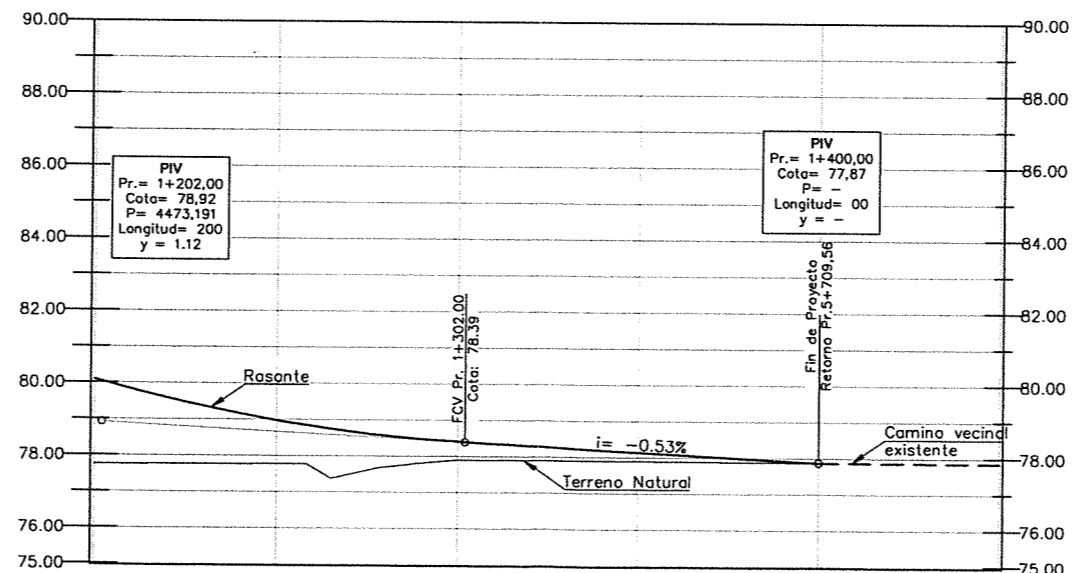 90.00
88.00
86.00
84.00
82.00
80.00
78.00
76.00
75.00
PIV
Pr.= 1+202,00
Cota= 78,92
P= 4473,191
Longitud= 200
y = 1.12
Rasante
FCV Pr. 1+302.00
Cota: 78.39
i= -0.53%
Terreno Natural
PIV
Pr.= 1+400,00
Cota= 77,87
P= -
Longitud= 00
y = -
Fin de Proyecto
Retorno Pr.5+709,56
Camino vecinal
existente
90.00
88.00
86.00
84.00
82.00
80.00
78.00
76.00
75.00